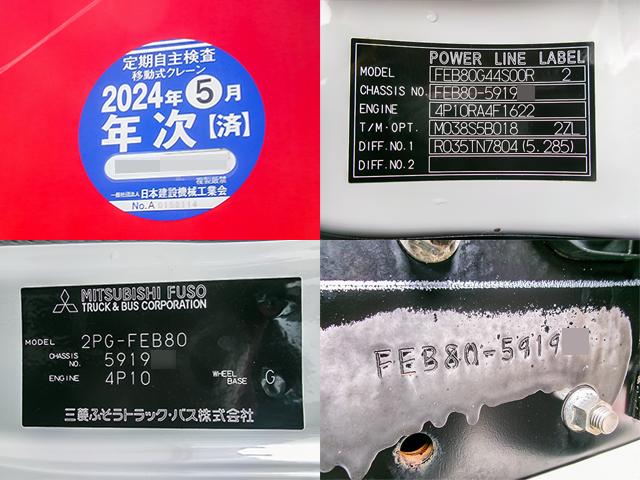 定期自主検査
移動式クレーン
2024年 5 月
年次【済】
複製厳禁
一般社団法人 日本建設機械工業会
No.A 0152114
POWER LINE LABEL
MODEL FEB80G44S00R 2
CHASSIS NO. FEB80-5919
ENGINE 4P10RA4F1622
T/M・OPT. M038S5B018 27L
DIFF.NO.1 R035TN7804(5.285)
DIFF.NO.2
MITSUBISHI FUSO
TRUCK & BUS CORPORATION
MODEL 2PG-FEB80
CHASSIS NO. 5919
ENGINE 4P10 WHEEL BASE G
三菱ふそうトラック・バス株式会社
FEB80-5919